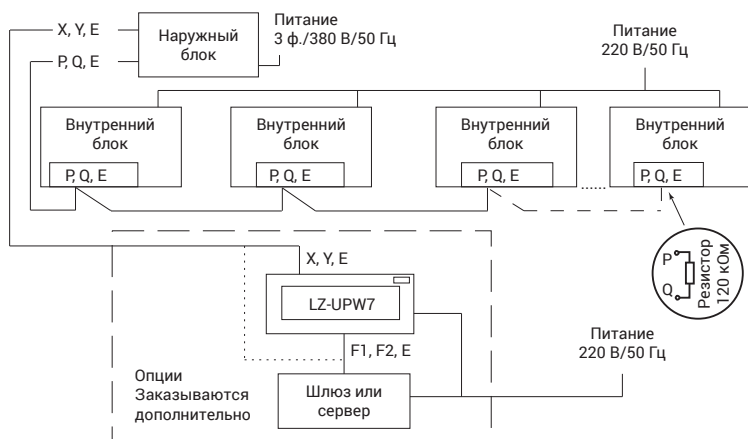 X, Y, E
P, Q, E
Наружный
блок
Питание
3 ф./380 В/50 Гц
Питание
220 В/50 Гц
Внутренний
блок
P, Q, E
Внутренний
блок
P, Q, E
Внутренний
блок
P, Q, E
Внутренний
блок
P, Q, E
P
Q
Резистор
120 кОм
X, Y, E
LZ-UPW7
F1, F2, E
Питание
220 В/50 Гц
Опции
Заказываются
дополнительно
Шлюз или
сервер